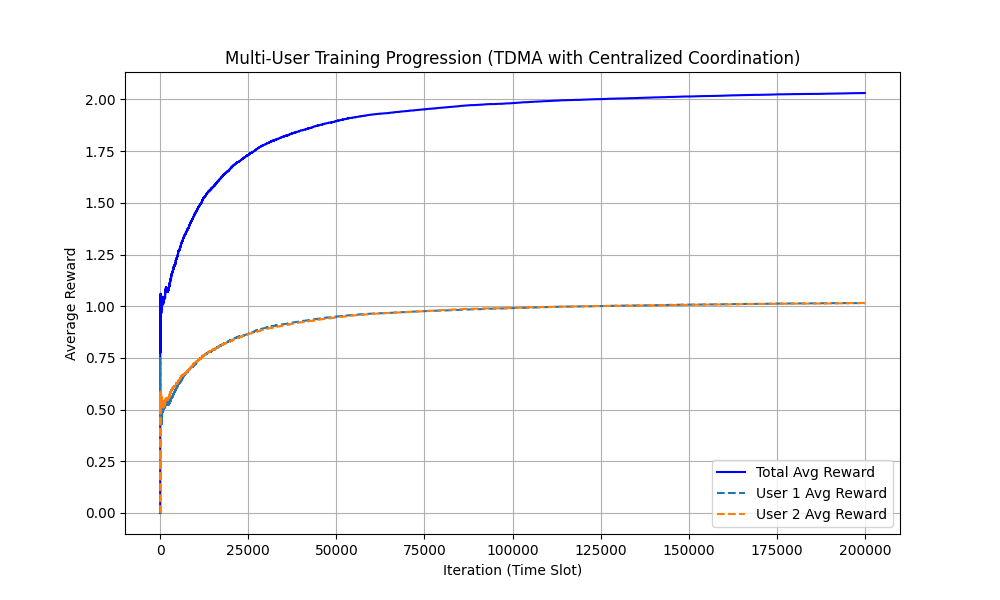 Multi-User Training Progression (TDMA with Centralized Coordination)
Average Reward
2.00
1.75
1.50
1.25
1.00
0.75
0.50
0.25
0.00
Total Avg Reward
User 1 Avg Reward
User 2 Avg Reward
0 25000 50000 75000 100000 125000 150000 175000 200000
Iteration (Time Slot)